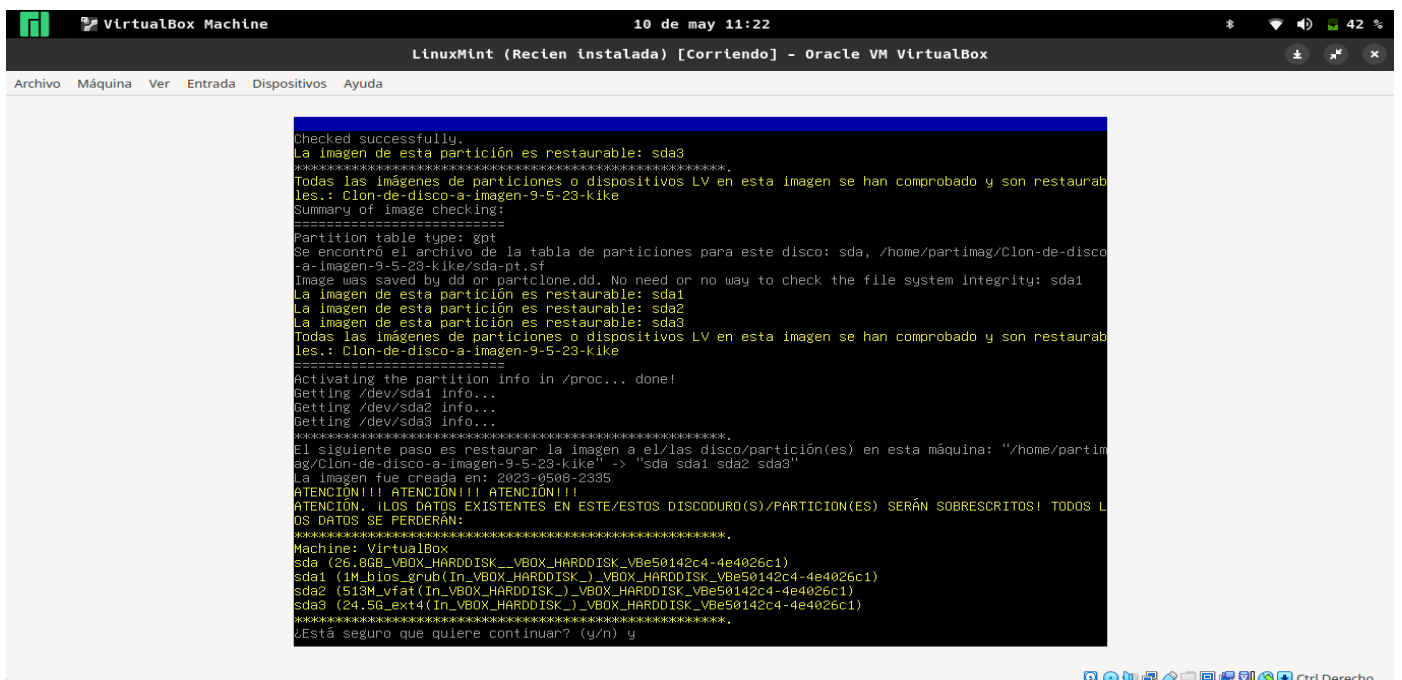 VirtualBox Machine
10 de may 11:22
42 %
LinuxMint (Recien instalada) [Corriendo] - Oracle VM VirtualBox
Archivo Máquina Ver Entrada Dispositivos Ayuda
Checked successfully.
La imagen de esta partición es restaurable: sda3
*****************************************************.
Todas las imágenes de particiones o dispositivos LV en esta imagen se han comprobado y son restaurab
les.: Clon-de-disco-a-imagen-9-5-23-kike
Summary of image checking:
==========================
Partition table type: gpt
Se encontró el archivo de la tabla de particiones para este disco: sda, /home/partimag/Clon-de-disco
-a-imagen-9-5-23-kike/sda-pt.sf
Image was saved by dd or partclone.dd. No need or no way to check the file system integrity: sda1
La imagen de esta partición es restaurable: sda1
La imagen de esta partición es restaurable: sda2
La imagen de esta partición es restaurable: sda3
Todas las imágenes de particiones o dispositivos LV en esta imagen se han comprobado y son restaurab
les.: Clon-de-disco-a-imagen-9-5-23-kike
==========================
Activating the partition info in /proc... done!
Getting /dev/sda1 info...
Getting /dev/sda2 info...
Getting /dev/sda3 info...
*****************************************************.
El siguiente paso es restaurar la imagen a el/las disco/partición(es) en esta máquina: "/home/partim
ag/Clon-de-disco-a-imagen-9-5-23-kike" -> "sda sda1 sda2 sda3"
La imagen fue creada en: 2023-0508-2335
ATENCIÓN!!! ATENCIÓN!!! ATENCIÓN!!!
ATENCIÓN. ¡LOS DATOS EXISTENTES EN ESTE/ESTOS DISCODURO(S)/PARTICION(ES) SERÁN SOBRESCRITOS! TODOS L
OS DATOS SE PERDERÁN:
*****************************************************.
Machine: VirtualBox
sda (26.8GB_VBOX_HARDDISK__VBOX_HARDDISK_VBe50142c4-4e4026c1)
sda1 (1M_bios_grub(In_VBOX_HARDDISK_)_VBOX_HARDDISK_VBe50142c4-4e4026c1)
sda2 (513M_vfat(In_VBOX_HARDDISK_)_VBOX_HARDDISK_VBe50142c4-4e4026c1)
sda3 (24.5G_ext4(In_VBOX_HARDDISK_)_VBOX_HARDDISK_VBe50142c4-4e4026c1)
*****************************************************.
¿Está seguro que quiere continuar? (y/n) y
Ctrl Derecho